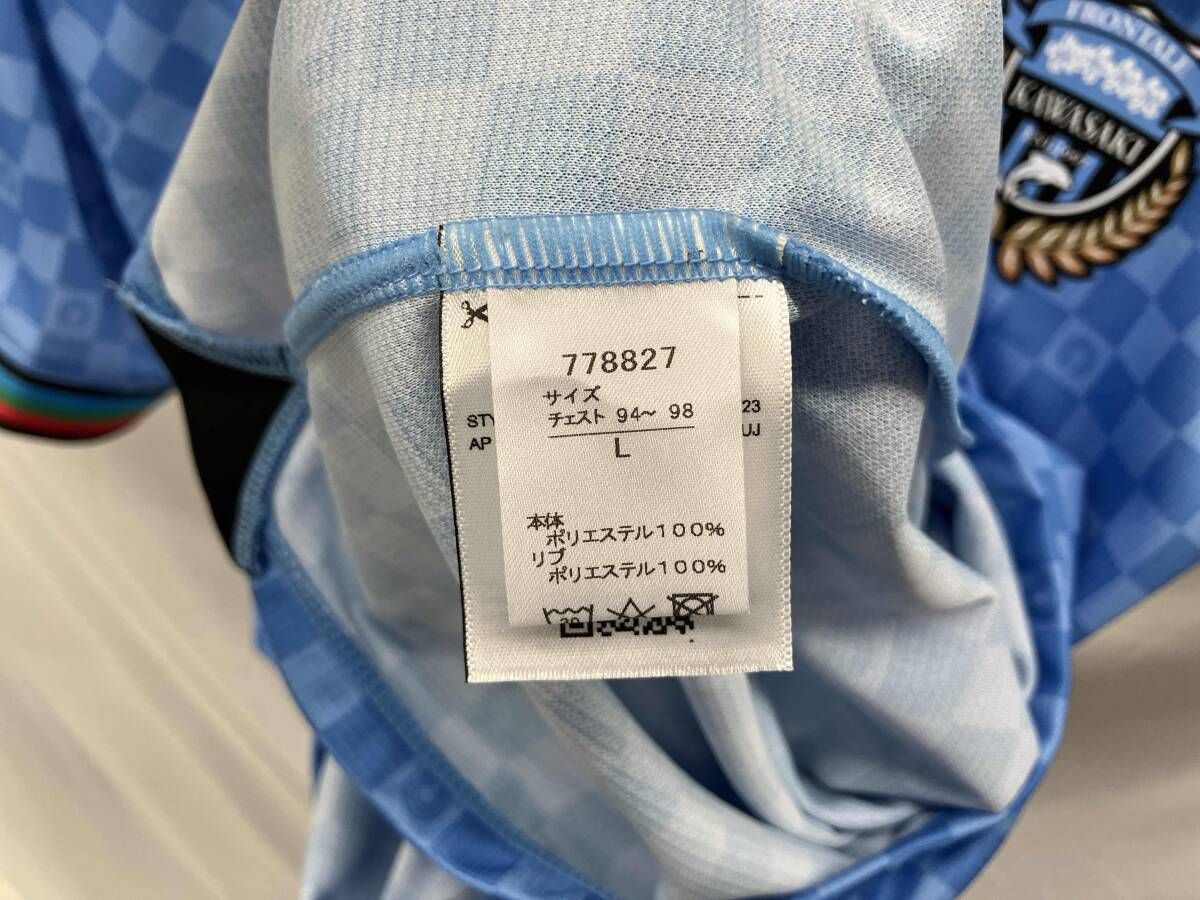 FRONTALE
KAWASAKI
778827
サイズ
チェスト 94～ 98
L
STY
23
AP
UJ
本体
ポリエステル100%
リブ
ポリエステル100%